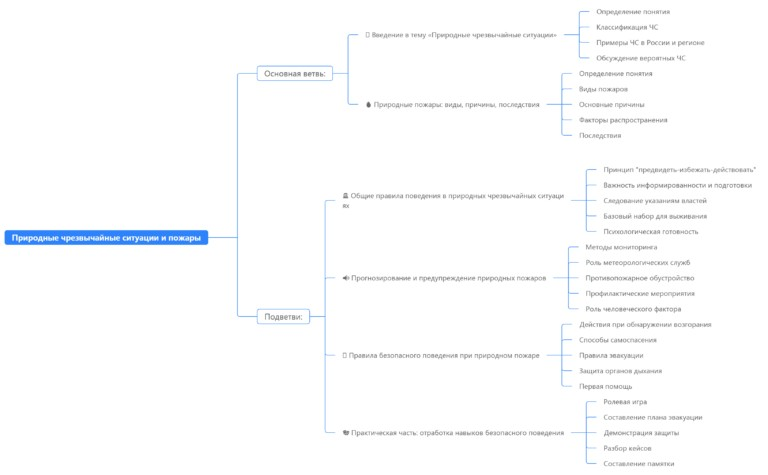 Природные чрезвычайные ситуации и пожары
Основная ветвь:
Введение в тему «Природные чрезвычайные ситуации»
Определение понятия
Классификация ЧС
Примеры ЧС в России и регионе
Обсуждение вероятных ЧС
Природные пожары: виды, причины, последствия
Определение понятия
Виды пожаров
Основные причины
Факторы распространения
Последствия
Подветви:
Общие правила поведения в природных чрезвычайных ситуаци
ях
Принцип "предвидеть-избежать-действовать"
Важность информированности и подготовки
Следование указаниям властей
Базовый набор для выживания
Психологическая готовность
Прогнозирование и предупреждение природных пожаров
Методы мониторинга
Роль метеорологических служб
Противопожарное обустройство
Профилактические мероприятия
Роль человеческого фактора
Правила безопасного поведения при природном пожаре
Действия при обнаружении возгорания
Способы самоспасения
Правила эвакуации
Защита органов дыхания
Первая помощь
Практическая часть: отработка навыков безопасного поведения
Ролевая игра
Составление плана эвакуации
Демонстрация защиты
Разбор кейсов
Составление памятки